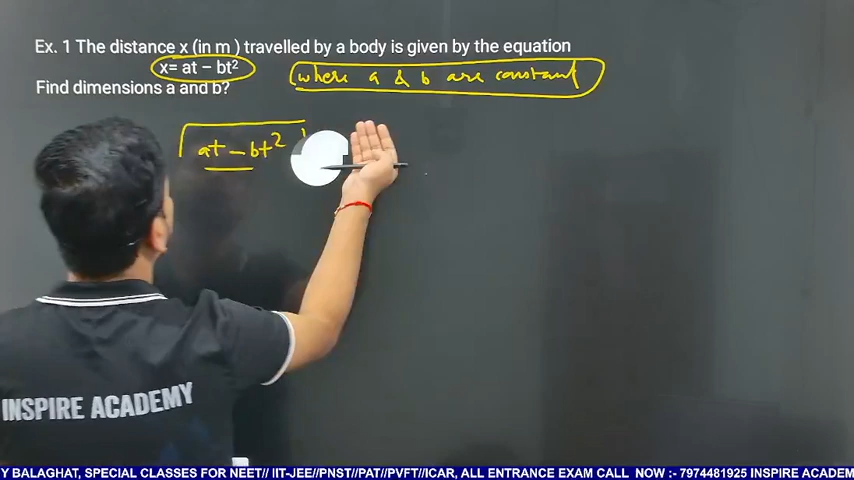 Ex. 1 The distance x (in m ) travelled by a body is given by the equation
x= at – bt²
where a & b are constant
Find dimensions a and b?
at – bt²
INSPIRE ACADEMY
Y BALAGHAT, SPECIAL CLASSES FOR NEET// IIT-JEE//PNST//PAT//PVFT//ICAR, ALL ENTRANCE EXAM CALL NOW :- 7974481925 INSPIRE ACADEM